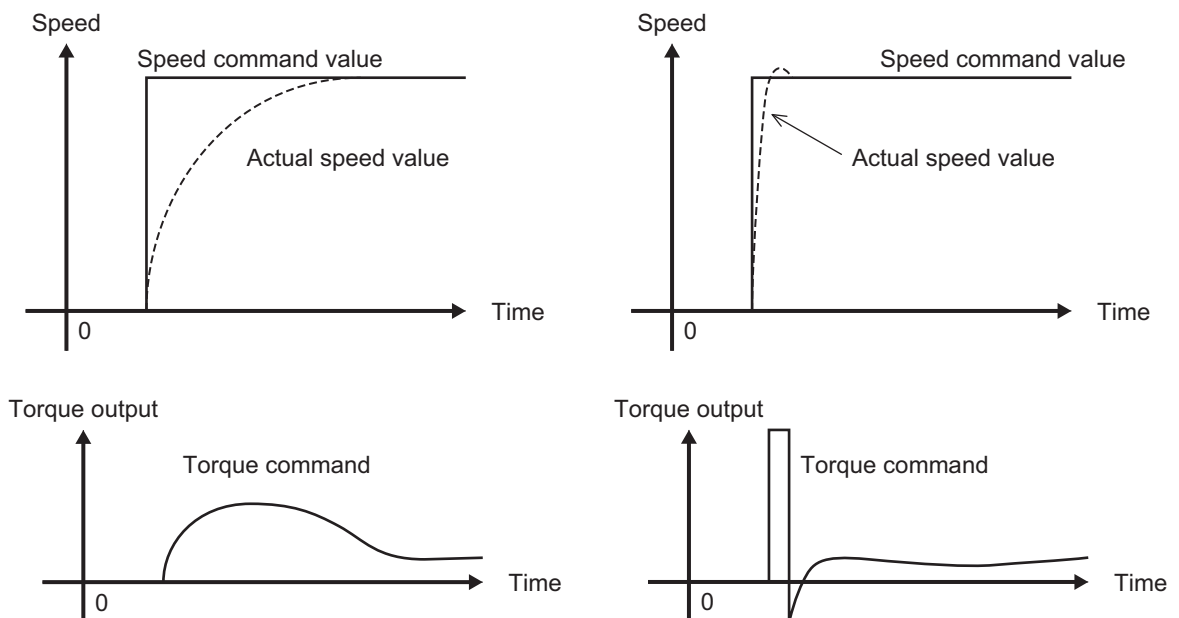 Speed
Speed command value
Actual speed value
Time
0
Speed
Speed command value
Actual speed value
Time
0
Torque output
Torque command
Time
0
Torque output
Torque command
Time
0